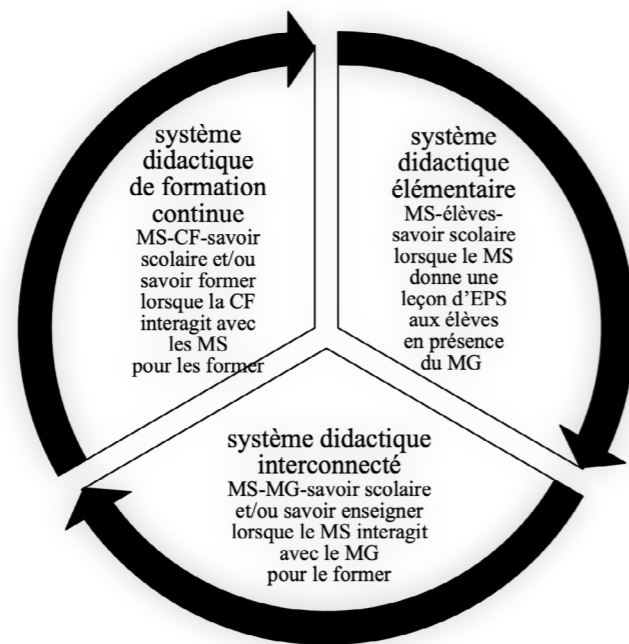 système
didactique
de formation
continue
MS-CF-savoir
scolaire et/ou
savoir former
lorsque la CF
interagit avec
les MS
pour les former
système
didactique
élémentaire
MS-élèves-
savoir scolaire
lorsque le MS
donne une
leçon d’EPS
aux élèves
en présence
du MG
système didactique
interconnecté
MS-MG-savoir scolaire
et/ou savoir enseigner
lorsque le MS interagit
avec le MG
pour le former